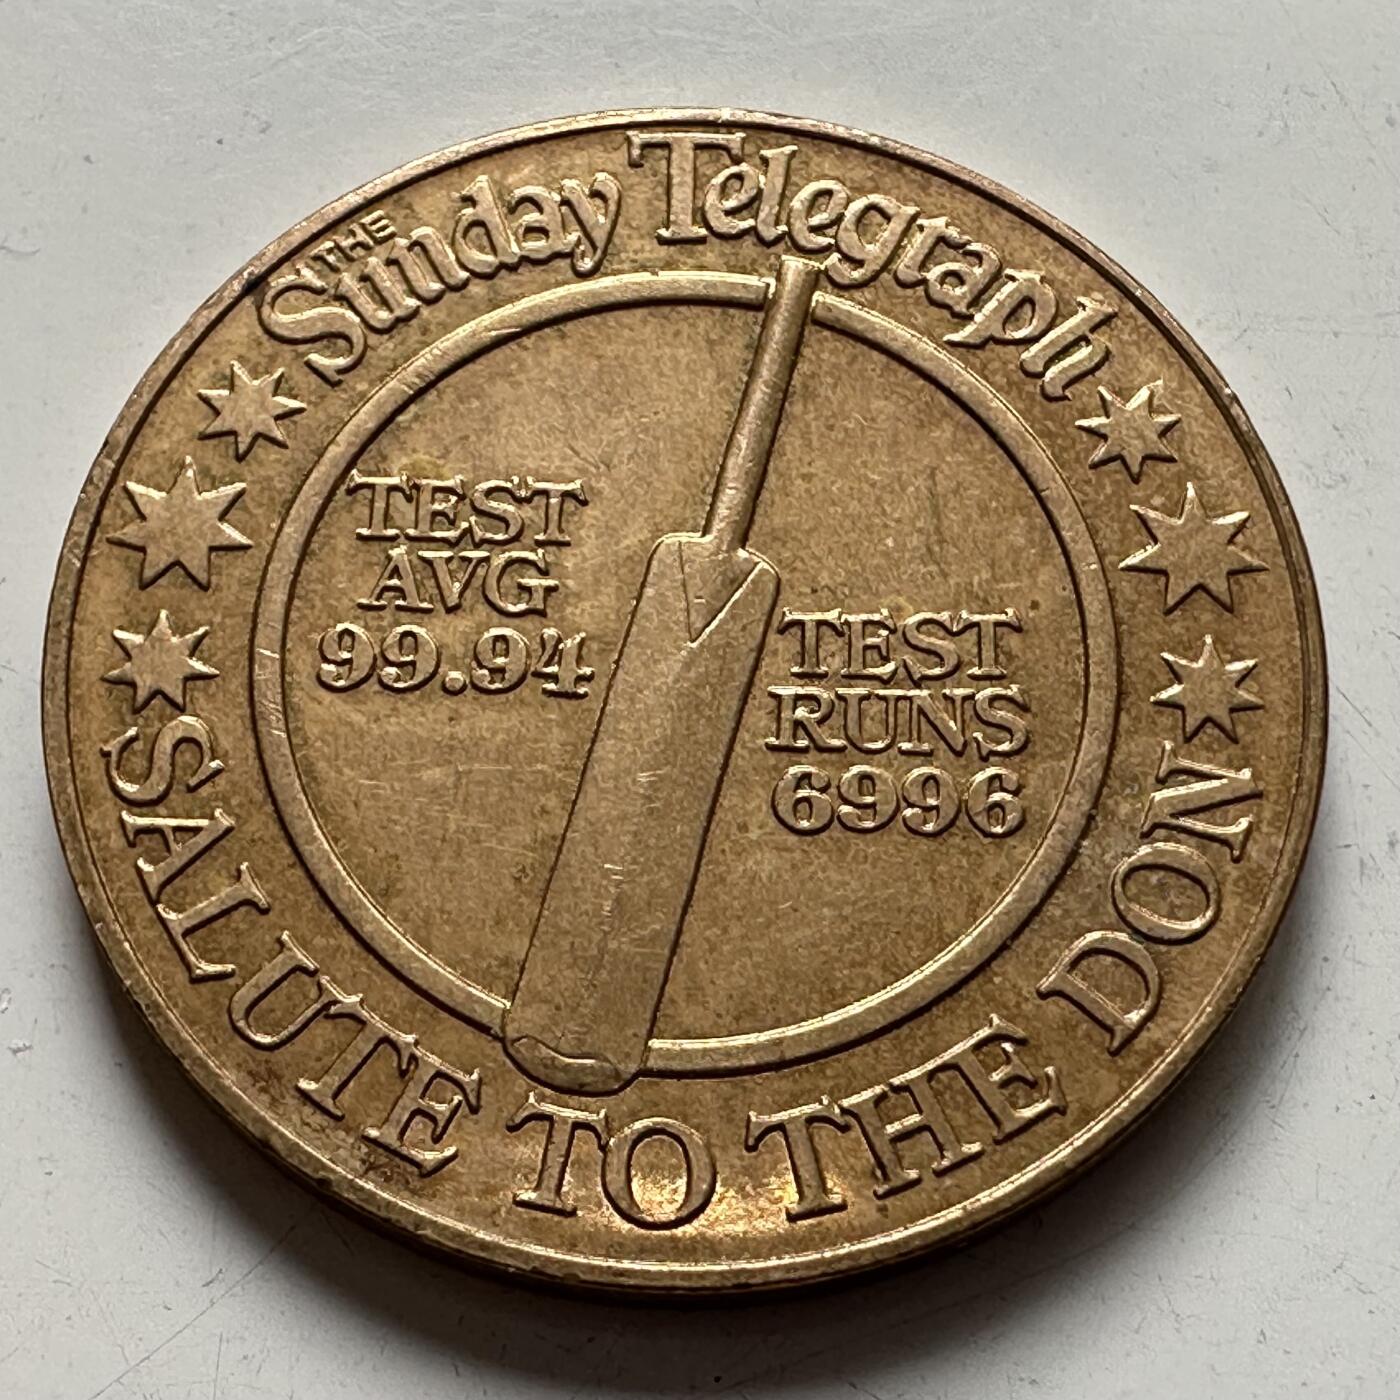 THE
Sunday Telegraph
TEST
AVG
99.94
TEST
RUNS
6996
SALUTE TO THE DON